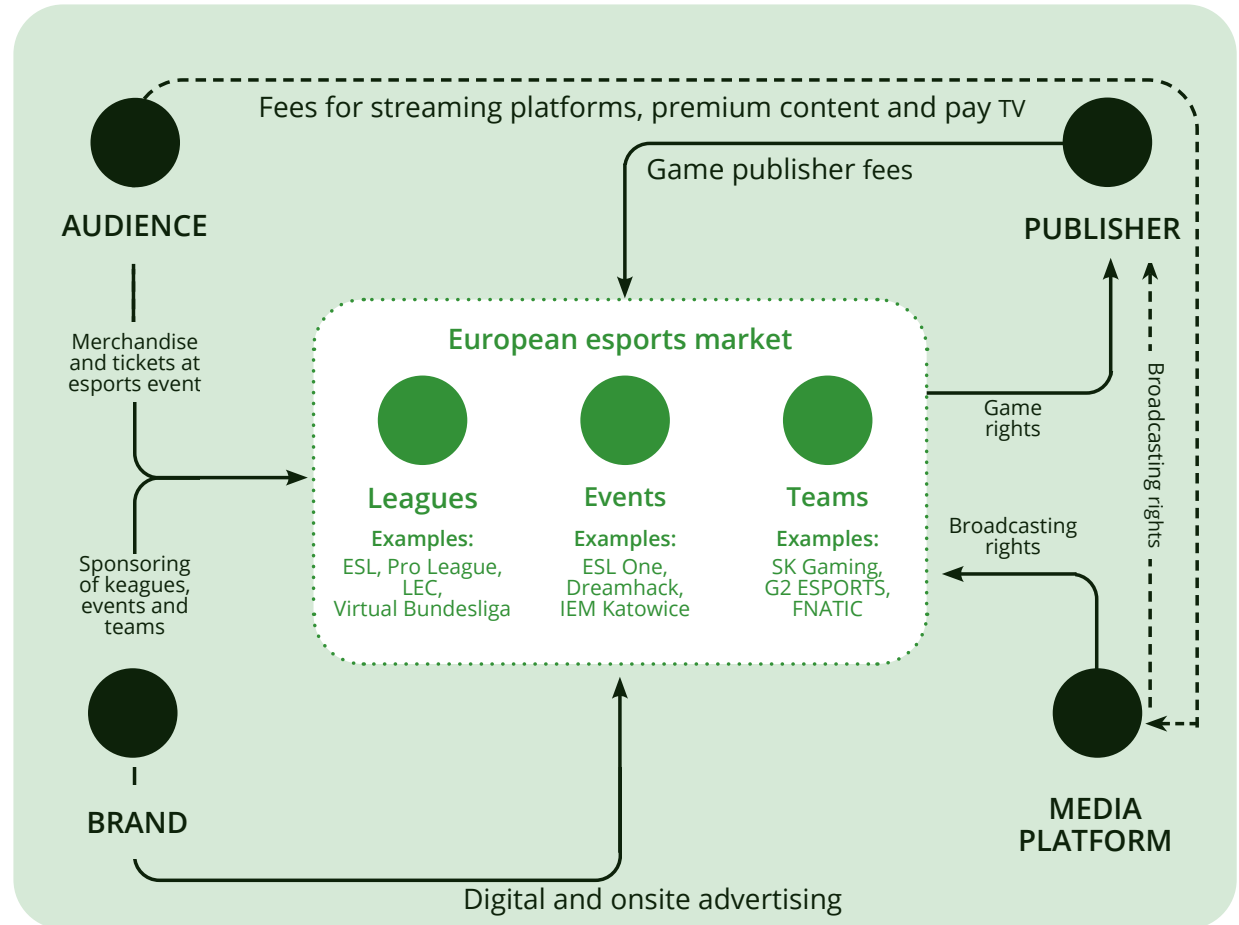 Fees for streaming platforms, premium content and pay TV
Game publisher fees
AUDIENCE
PUBLISHER
Merchandise
and tickets at
esports event
European esports market
Game
rights
Broadcasting rights
Leagues
Examples:
ESL, Pro League,
LEC,
Virtual Bundesliga
Events
Examples:
ESL One,
Dreamhack,
IEM Katowice
Teams
Examples:
SK Gaming,
G2 ESPORTS,
FNATIC
Broadcasting
rights
Sponsoring
of keagues,
events and
teams
BRAND
MEDIA
PLATFORM
Digital and onsite advertising